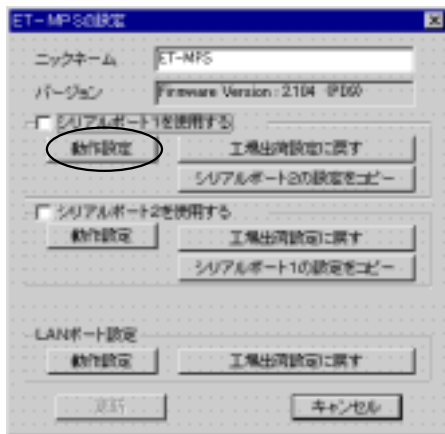 ET-MPSの設定
ニックネーム ET-MPS
バージョン Firmware Version : 2.104 (PDS)
シリアルポート1を使用する
動作設定 工場出荷設定に戻す
シリアルポート2の設定をコピー
シリアルポート2を使用する
動作設定 工場出荷設定に戻す
シリアルポート1の設定をコピー
LANポート設定
動作設定 工場出荷設定に戻す
更新 キャンセル